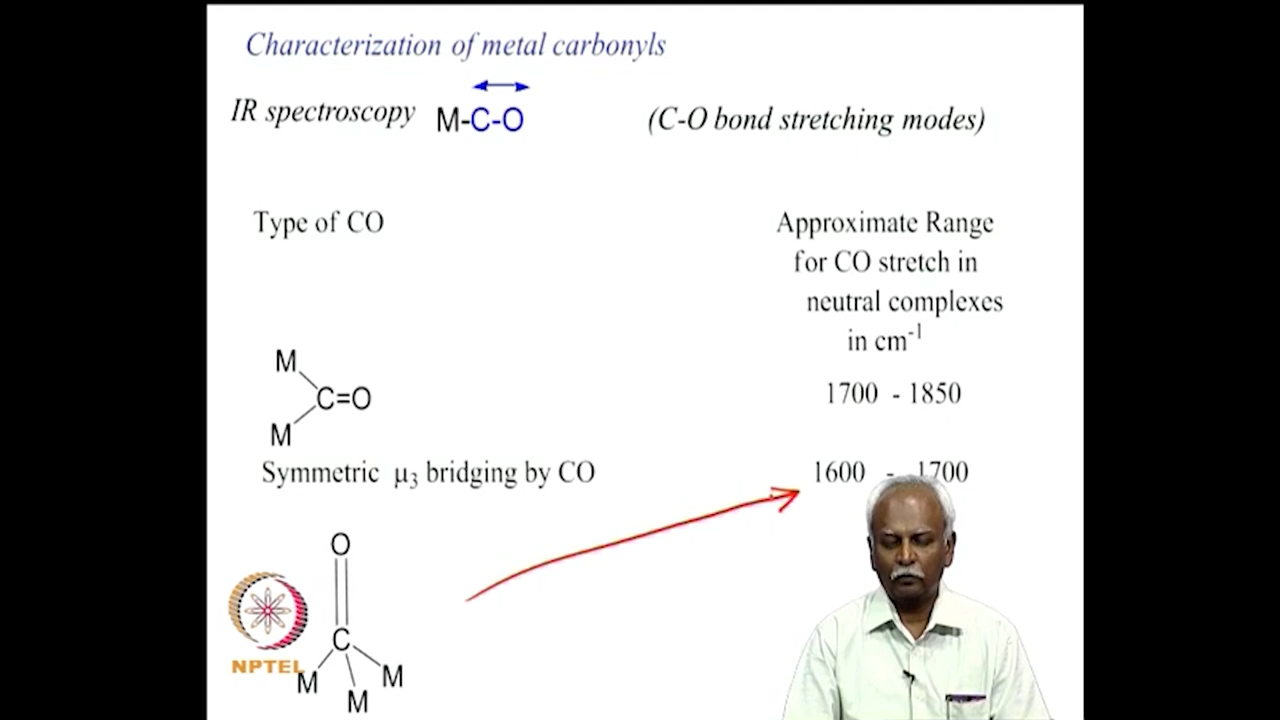 Characterization of metal carbonyls
IR spectroscopy M-C-O (C-O bond stretching modes)
Type of CO
Approximate Range
for CO stretch in
neutral complexes
in cm-1
M
C=O
M
1700 - 1850
Symmetric μ3 bridging by CO
1600 - 1700
O
C
M M M
NPTEL